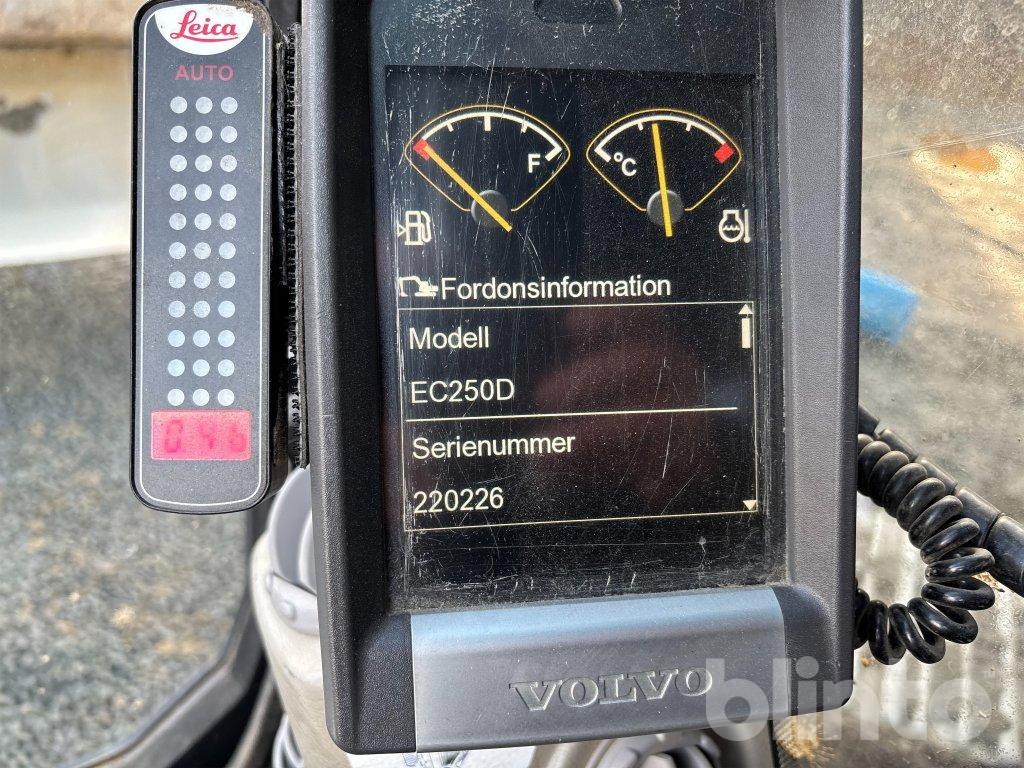 Leica
AUTO
046
F
°C
Fordonsinformation
Modell
EC250D
Serienummer
220226
VOLVO
blinto